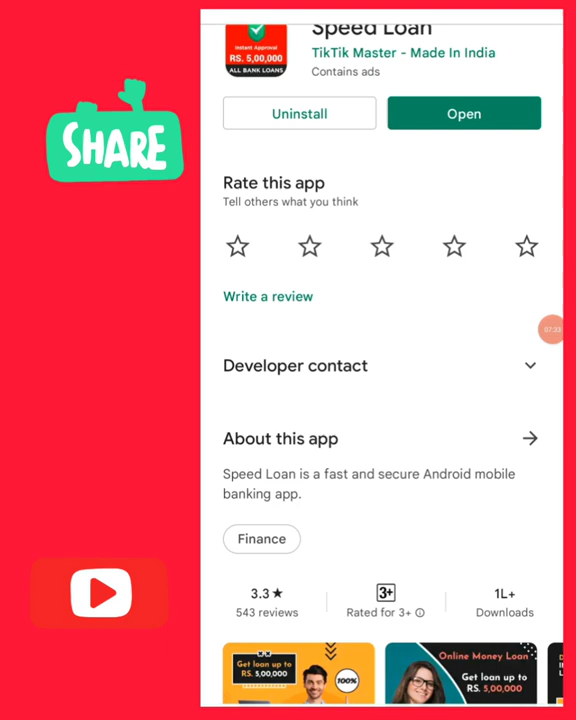 Speed Loan
Instant Approval
RS. 5,00,000
ALL BANK LOANS
TikTik Master - Made In India
Contains ads
Uninstall
Open
SHARE
Rate this app
Tell others what you think
Write a review
07:33
Developer contact
About this app
Speed Loan is a fast and secure Android mobile
banking app.
Finance
3.3★
543 reviews
3+
Rated for 3+
1L+
Downloads
Get loan up to
RS. 5,00,000
100%
Online Money Loan
Get loan up to
RS. 5,00,000